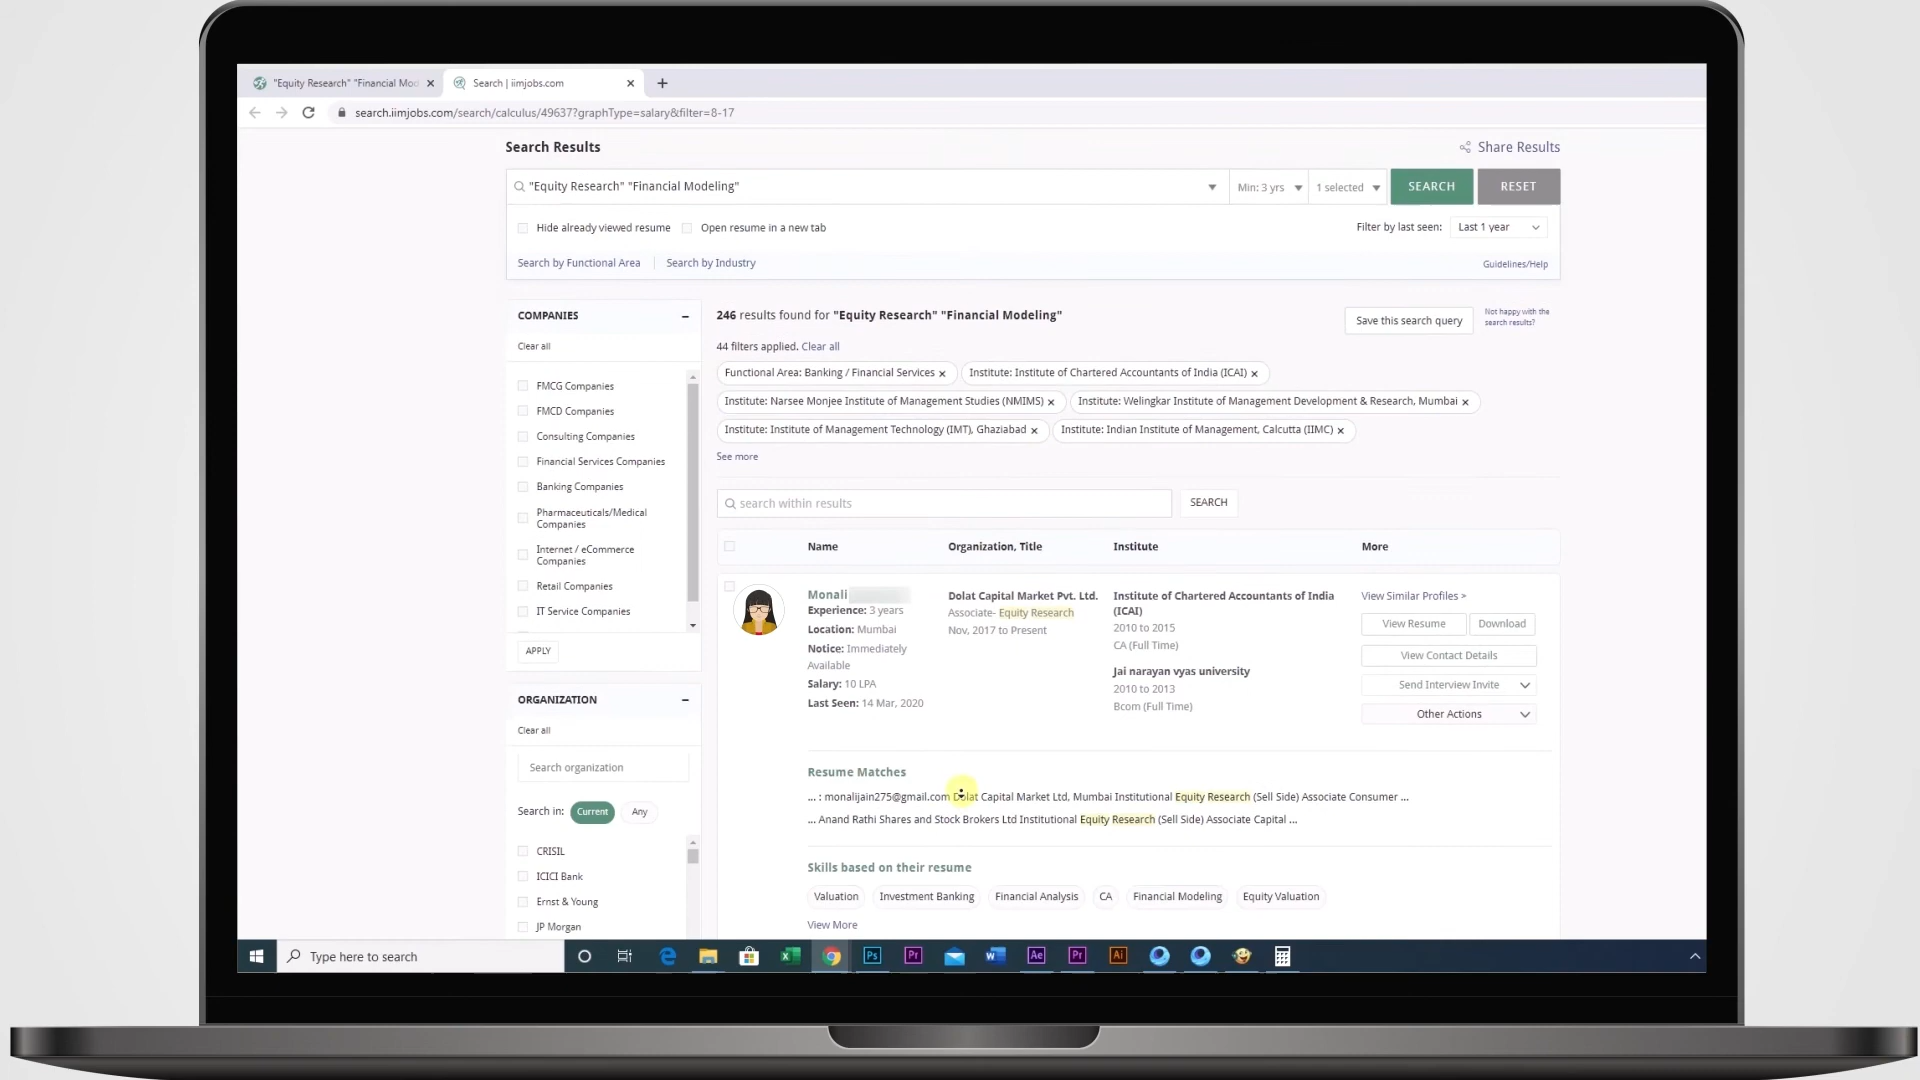 "Equity Research" "Financial Mod
Search | iimjobs.com
search.iimjobs.com/search/calculus/49637?graphType=salary&filter=8-17
Search Results
Share Results
"Equity Research" "Financial Modeling"
Min: 3 yrs
1 selected
SEARCH
RESET
Hide already viewed resume
Open resume in a new tab
Filter by last seen:
Last 1 year
Search by Functional Area
Search by Industry
Guidelines/Help
COMPANIES
Clear all
FMCG Companies
FMCD Companies
Consulting Companies
Financial Services Companies
Banking Companies
Pharmaceuticals/Medical
Companies
Internet / eCommerce
Companies
Retail Companies
IT Service Companies
APPLY
ORGANIZATION
Clear all
Search organization
Search in: Current Any
CRISIL
ICICI Bank
Ernst & Young
JP Morgan
246 results found for "Equity Research" "Financial Modeling"
Save this search query
Not happy with the
search results?
44 filters applied. Clear all
Functional Area: Banking / Financial Services ×
Institute: Institute of Chartered Accountants of India (ICAI) ×
Institute: Narsee Monjee Institute of Management Studies (NMIMS) ×
Institute: Welingkar Institute of Management Development & Research, Mumbai ×
Institute: Institute of Management Technology (IMT), Ghaziabad ×
Institute: Indian Institute of Management, Calcutta (IIMC) ×
See more
search within results
SEARCH
Name
Organization, Title
Institute
More
Monali
Experience: 3 years
Location: Mumbai
Notice: Immediately
Available
Salary: 10 LPA
Last Seen: 14 Mar, 2020
Dolat Capital Market Pvt. Ltd.
Associate- Equity Research
Nov, 2017 to Present
Institute of Chartered Accountants of India
(ICAI)
2010 to 2015
CA (Full Time)
Jai narayan vyas university
2010 to 2013
Bcom (Full Time)
View Similar Profiles >
View Resume
Download
View Contact Details
Send Interview Invite
Other Actions
Resume Matches
... : monalijain275@gmail.com Dolat Capital Market Ltd, Mumbai Institutional Equity Research (Sell Side) Associate Consumer ...
... Anand Rathi Shares and Stock Brokers Ltd Institutional Equity Research (Sell Side) Associate Capital ...
Skills based on their resume
Valuation
Investment Banking
Financial Analysis
CA
Financial Modeling
Equity Valuation
View More
Type here to search
Ps
Pr
Ae
Pr
Ai